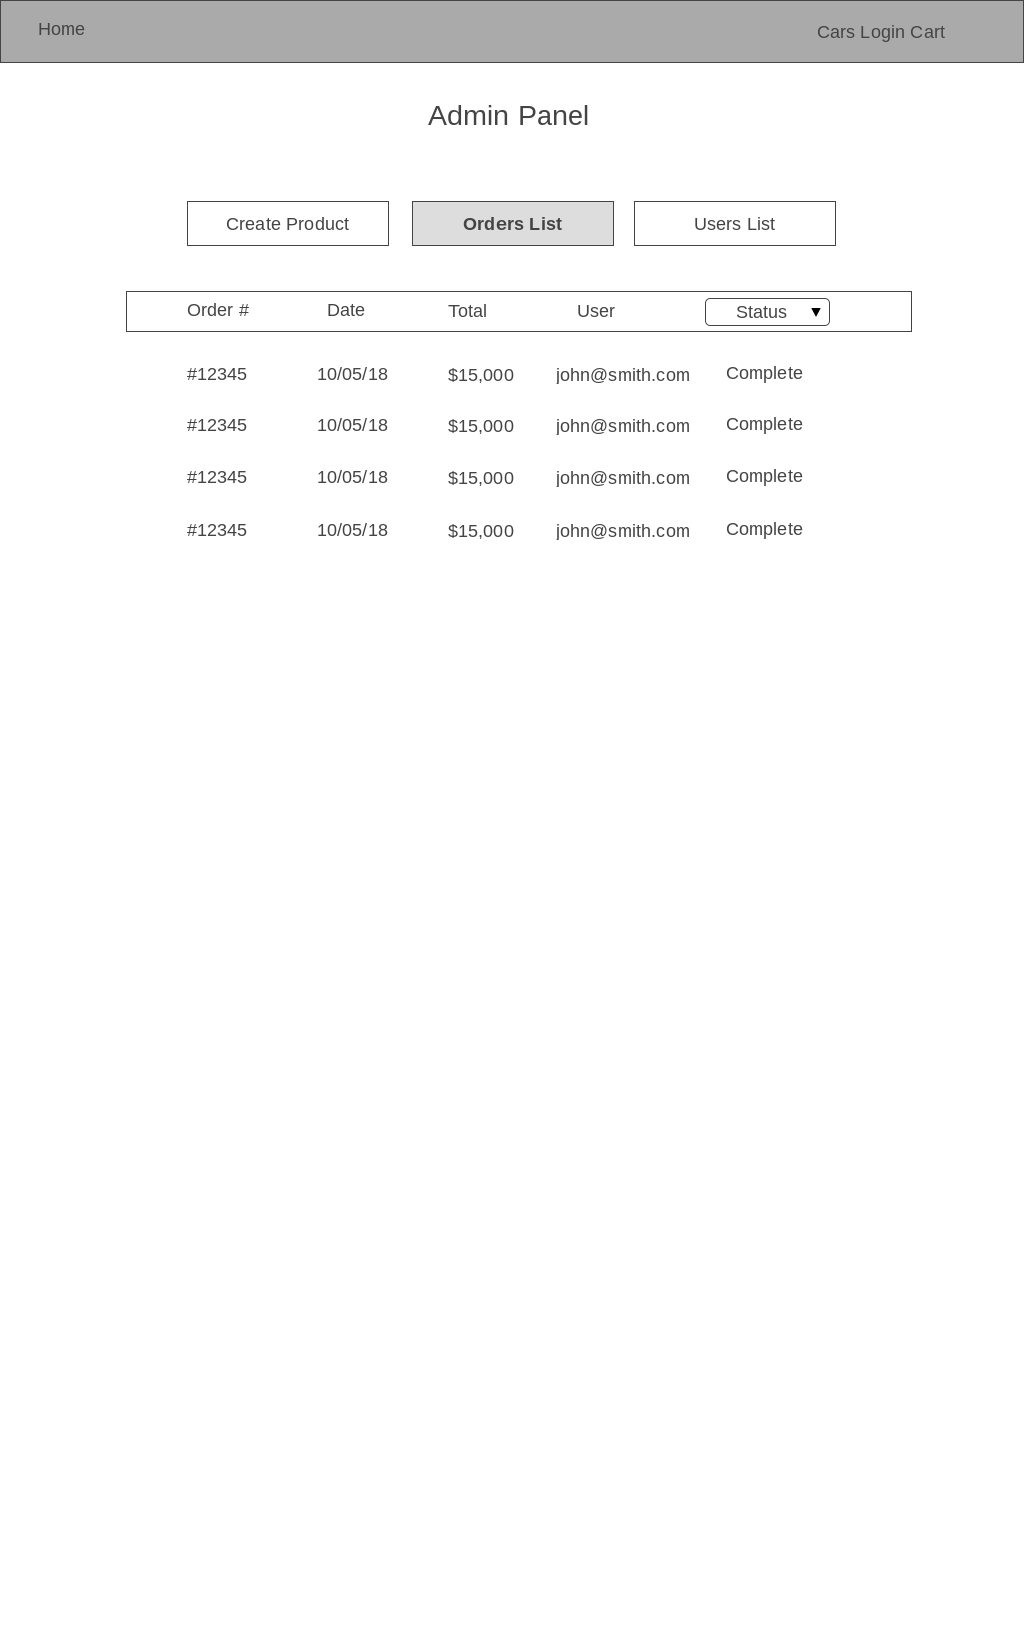 Home Cars Login Cart
Admin Panel
Create Product Orders List Users List
Order # Date Total User Status
#12345 10/05/18 $15,000 john@smith.com Complete
#12345 10/05/18 $15,000 john@smith.com Complete
#12345 10/05/18 $15,000 john@smith.com Complete
#12345 10/05/18 $15,000 john@smith.com Complete